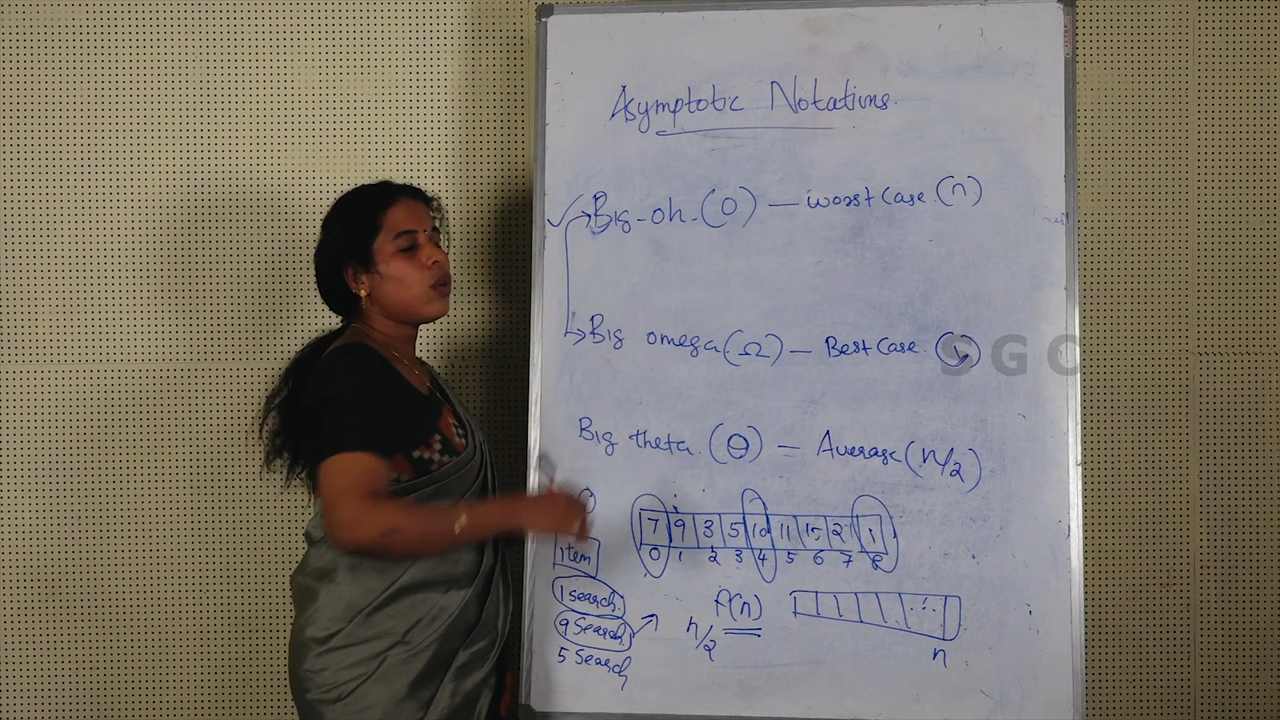 Asymptotic Notations.
Big-oh. (O) — worst case. (n)
Big omega (Ω) — Best Case. (1)
SGC
Big theta. (Θ) — Average (n/2)
7 9 3 5 10 11 15 21 1
0 1 2 3 4 5 6 7 8
item
1 search.
9 Search.
5 Search
n/2
f(n)
n